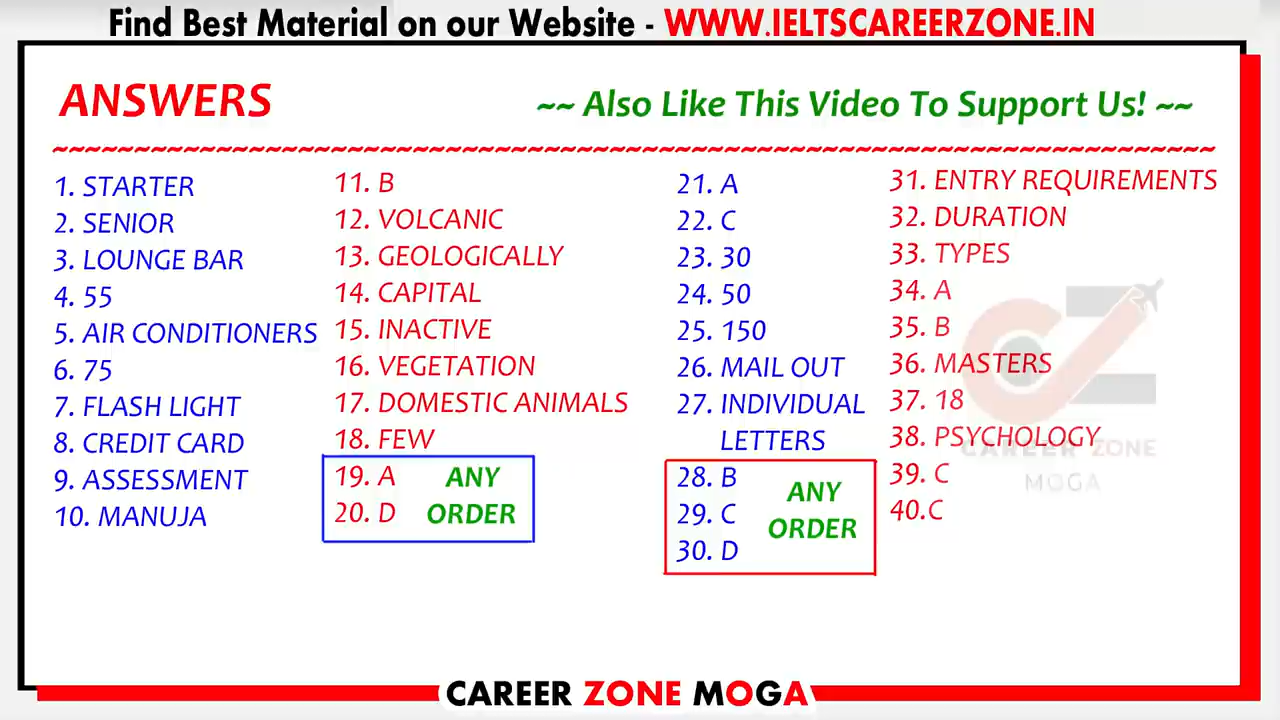 Find Best Material on our Website - WWW.IELTSCAREERZONE.IN
ANSWERS
~~ Also Like This Video To Support Us! ~~
1. STARTER
2. SENIOR
3. LOUNGE BAR
4. 55
5. AIR CONDITIONERS
6. 75
7. FLASH LIGHT
8. CREDIT CARD
9. ASSESSMENT
10. MANUJA
11. B
12. VOLCANIC
13. GEOLOGICALLY
14. CAPITAL
15. INACTIVE
16. VEGETATION
17. DOMESTIC ANIMALS
18. FEW
19. A
20. D
ANY
ORDER
21. A
22. C
23. 30
24. 50
25. 150
26. MAIL OUT
27. INDIVIDUAL
LETTERS
28. B
29. C
30. D
ANY
ORDER
31. ENTRY REQUIREMENTS
32. DURATION
33. TYPES
34. A
35. B
36. MASTERS
37. 18
38. PSYCHOLOGY
39. C
40.C
CAREER ZONE
MOGA
CAREER ZONE MOGA